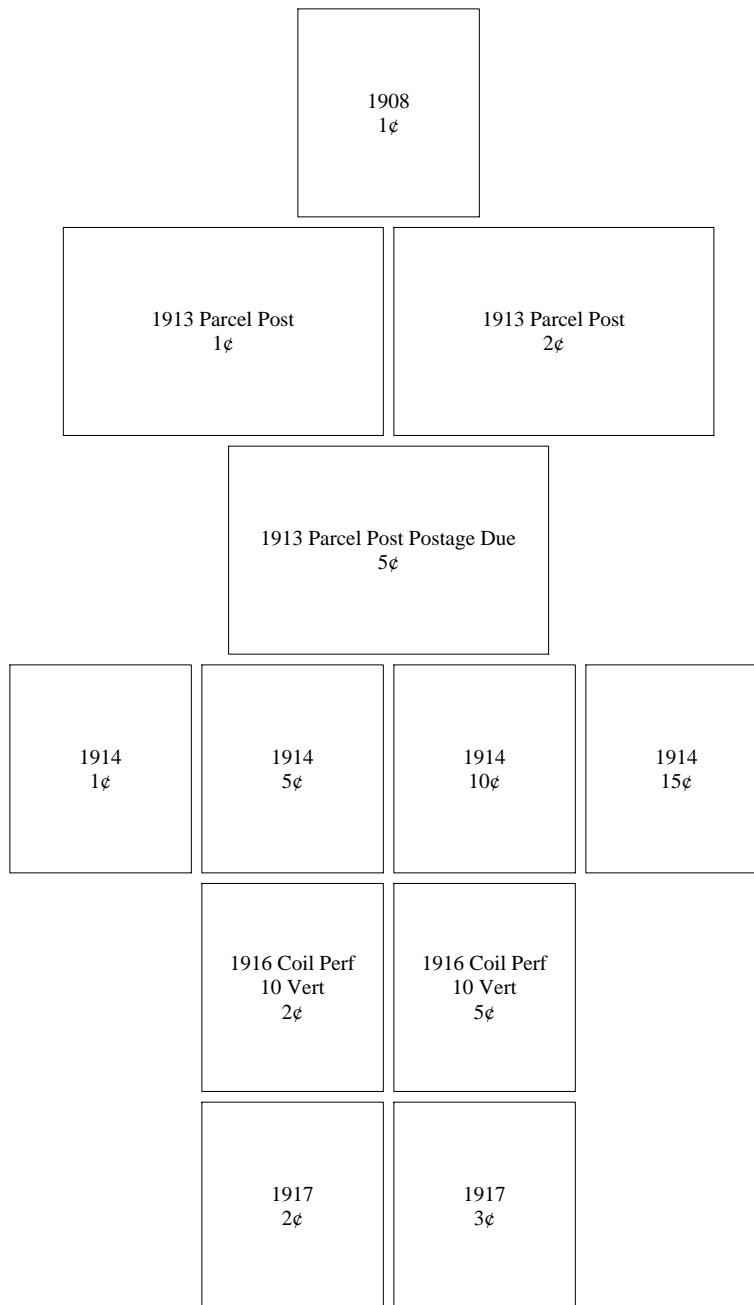 1908
1¢
1913 Parcel Post
1¢
1913 Parcel Post
2¢
1913 Parcel Post Postage Due
5¢
1914
1¢
1914
5¢
1914
10¢
1914
15¢
1916 Coil Perf
10 Vert
2¢
1916 Coil Perf
10 Vert
5¢
1917
2¢
1917
3¢